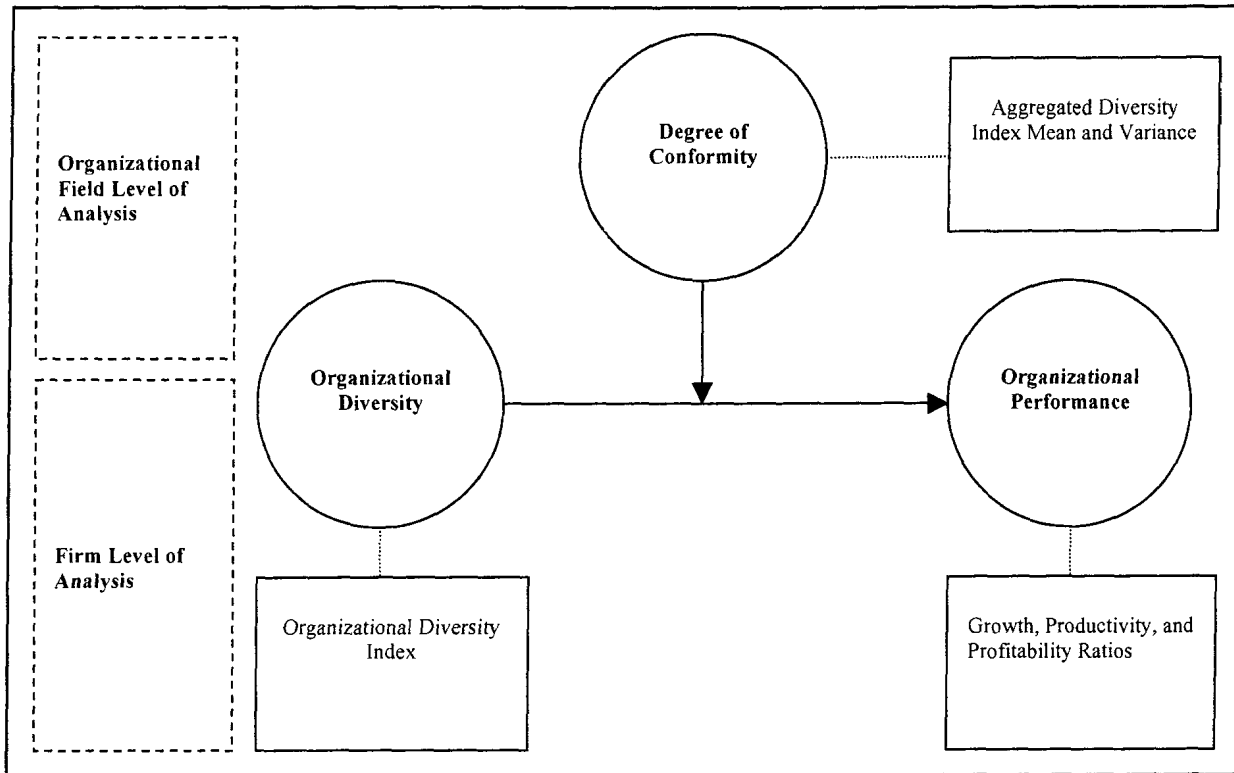 Organizational
Field Level of
Analysis
Degree of
Conformity
Aggregated Diversity
Index Mean and Variance
Organizational
Diversity
Organizational
Performance
Firm Level of
Analysis
Organizational Diversity
Index
Growth, Productivity, and
Profitability Ratios